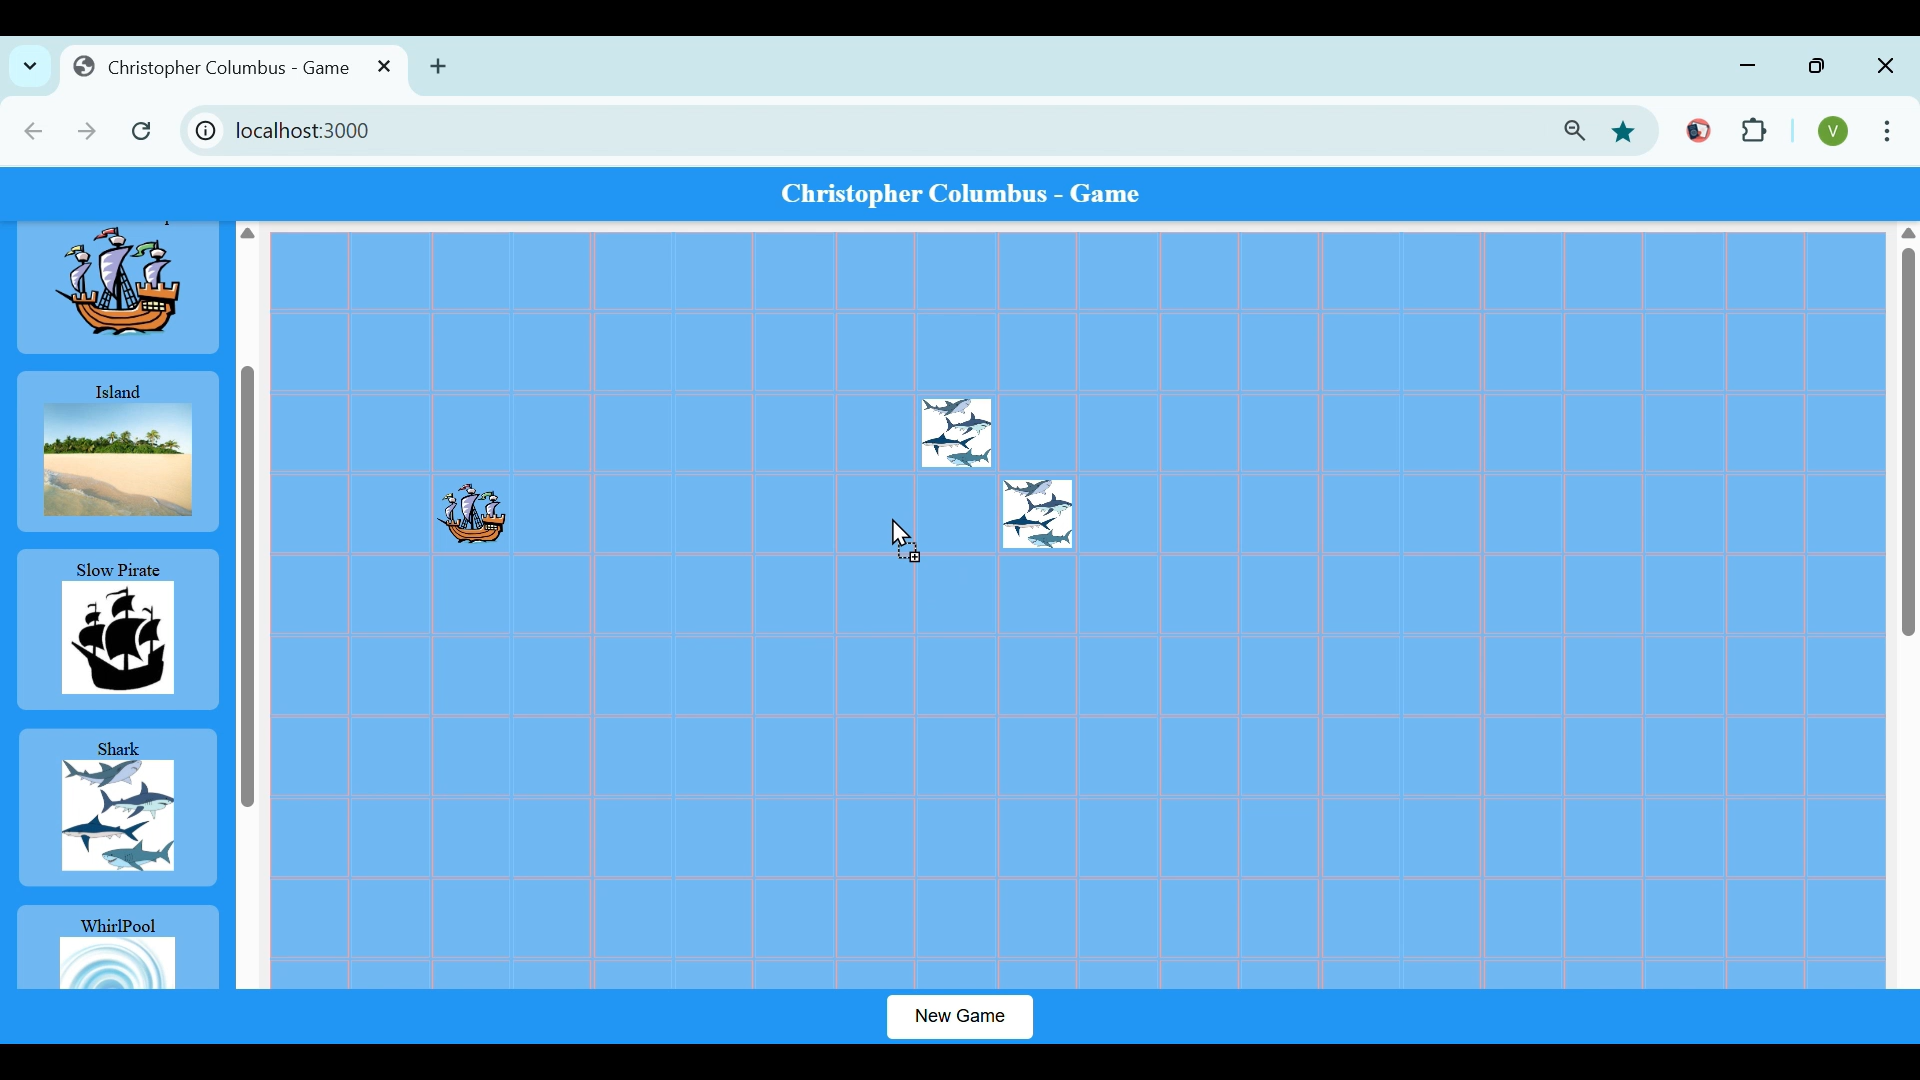 Christopher Columbus - Game
localhost:3000
V
Christopher Columbus - Game
Island
Slow Pirate
Shark
WhirlPool
New Game